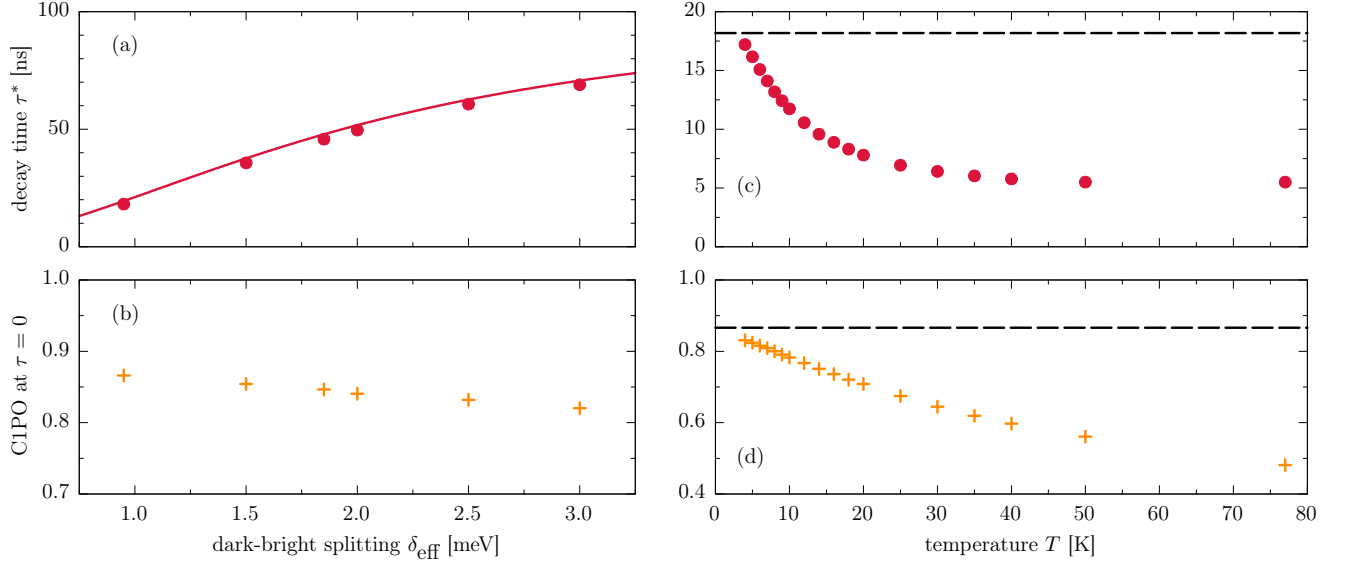 100
50
0
decay time τ* [ns]
(a)
1.0
0.9
0.8
0.7
C1PO at τ = 0
(b)
1.0 1.5 2.0 2.5 3.0
dark-bright splitting δeff [meV]
20
15
10
5
0
(c)
1.0
0.8
0.6
0.4
(d)
0 10 20 30 40 50 60 70 80
temperature T [K]